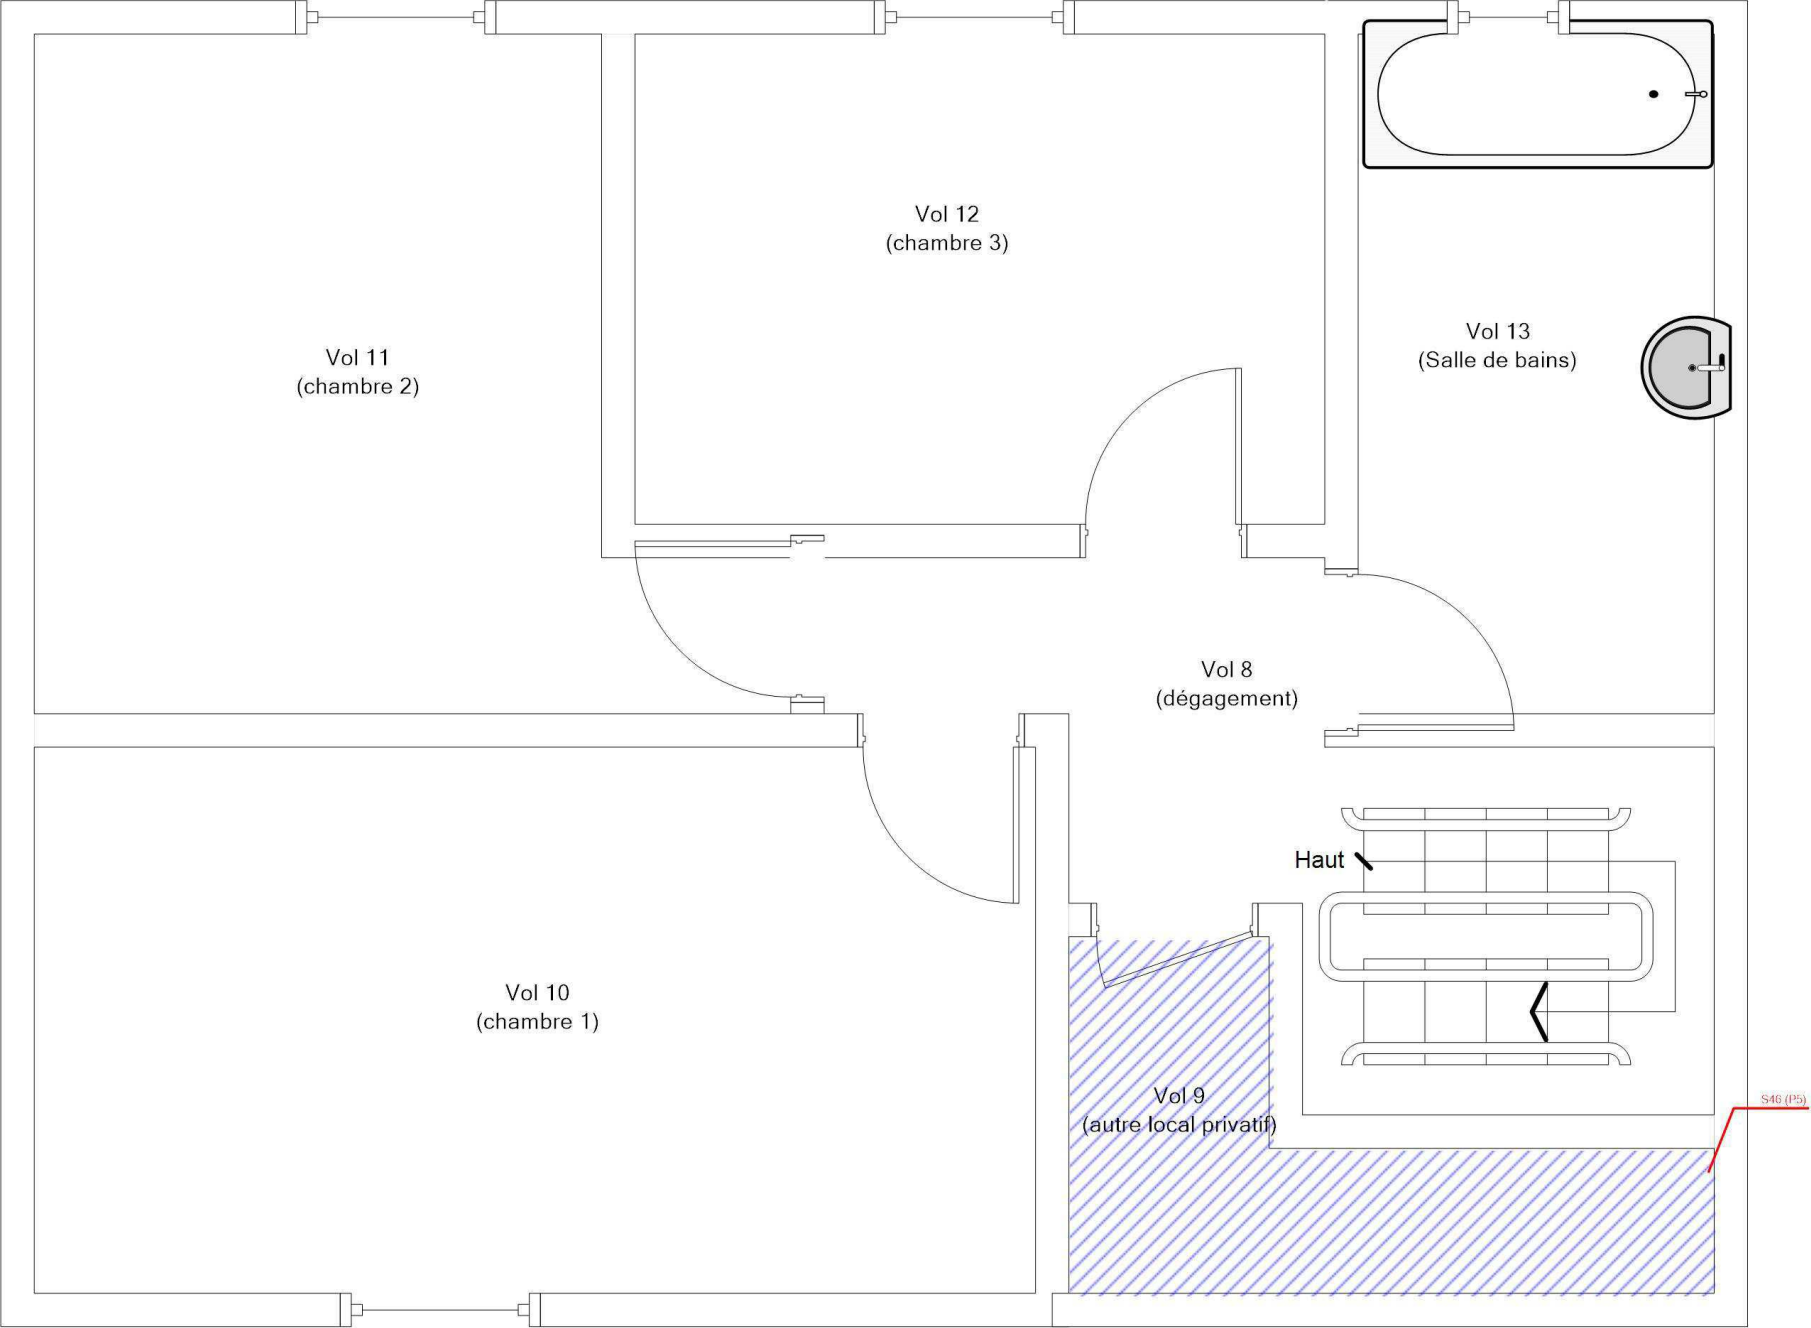 Vol 12
(chambre 3)
Vol 13
(Salle de bains)
Vol 11
(chambre 2)
Vol 8
(dégagement)
Haut
Vol 10
(chambre 1)
Vol 9
(autre local privatif)
S46 (P5)